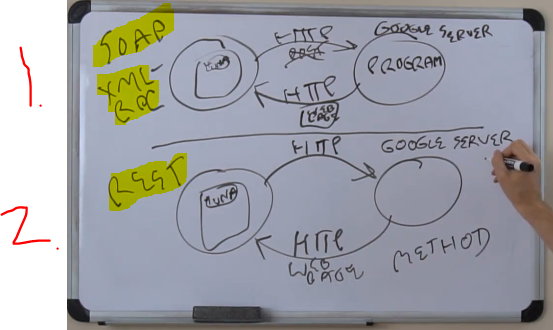 1.
SOAP
XML
RPC
HTTP
GOOGLE SERVER
PROGRAM
HTTP
WEB
PAGE
2.
REST
HTTP
GOOGLE SERVER
TUNA
HTTP
WEB
PAGE
METHOD